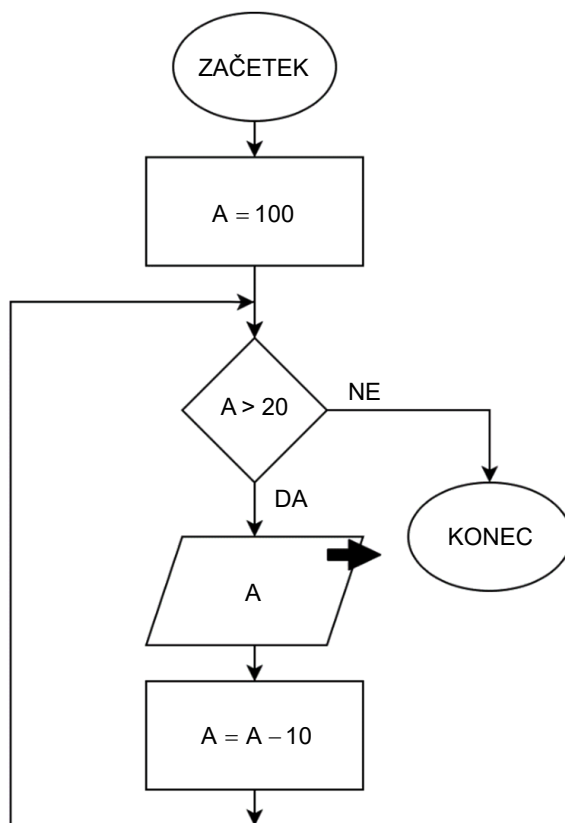 ZAČETEK
A = 100
A > 20
NE
DA
KONEC
A
A = A − 10